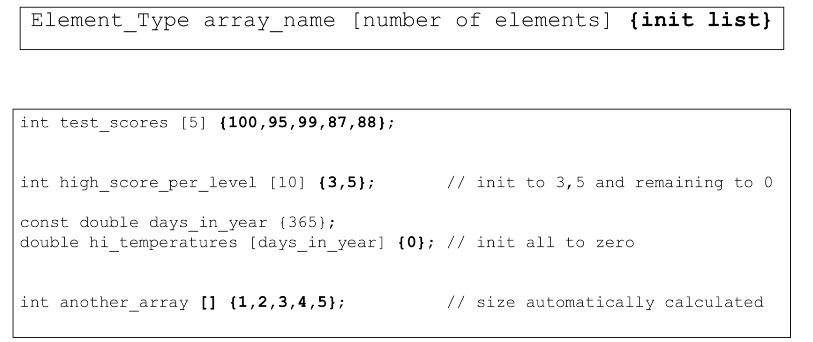 Element_Type array_name [number of elements] {init list}
int test_scores [5] {100,95,99,87,88};
int high_score_per_level [10] {3,5}; // init to 3,5 and remaining to 0
const double days_in_year {365};
double hi_temperatures [days_in_year] {0}; // init all to zero
int another_array [] {1,2,3,4,5}; // size automatically calculated